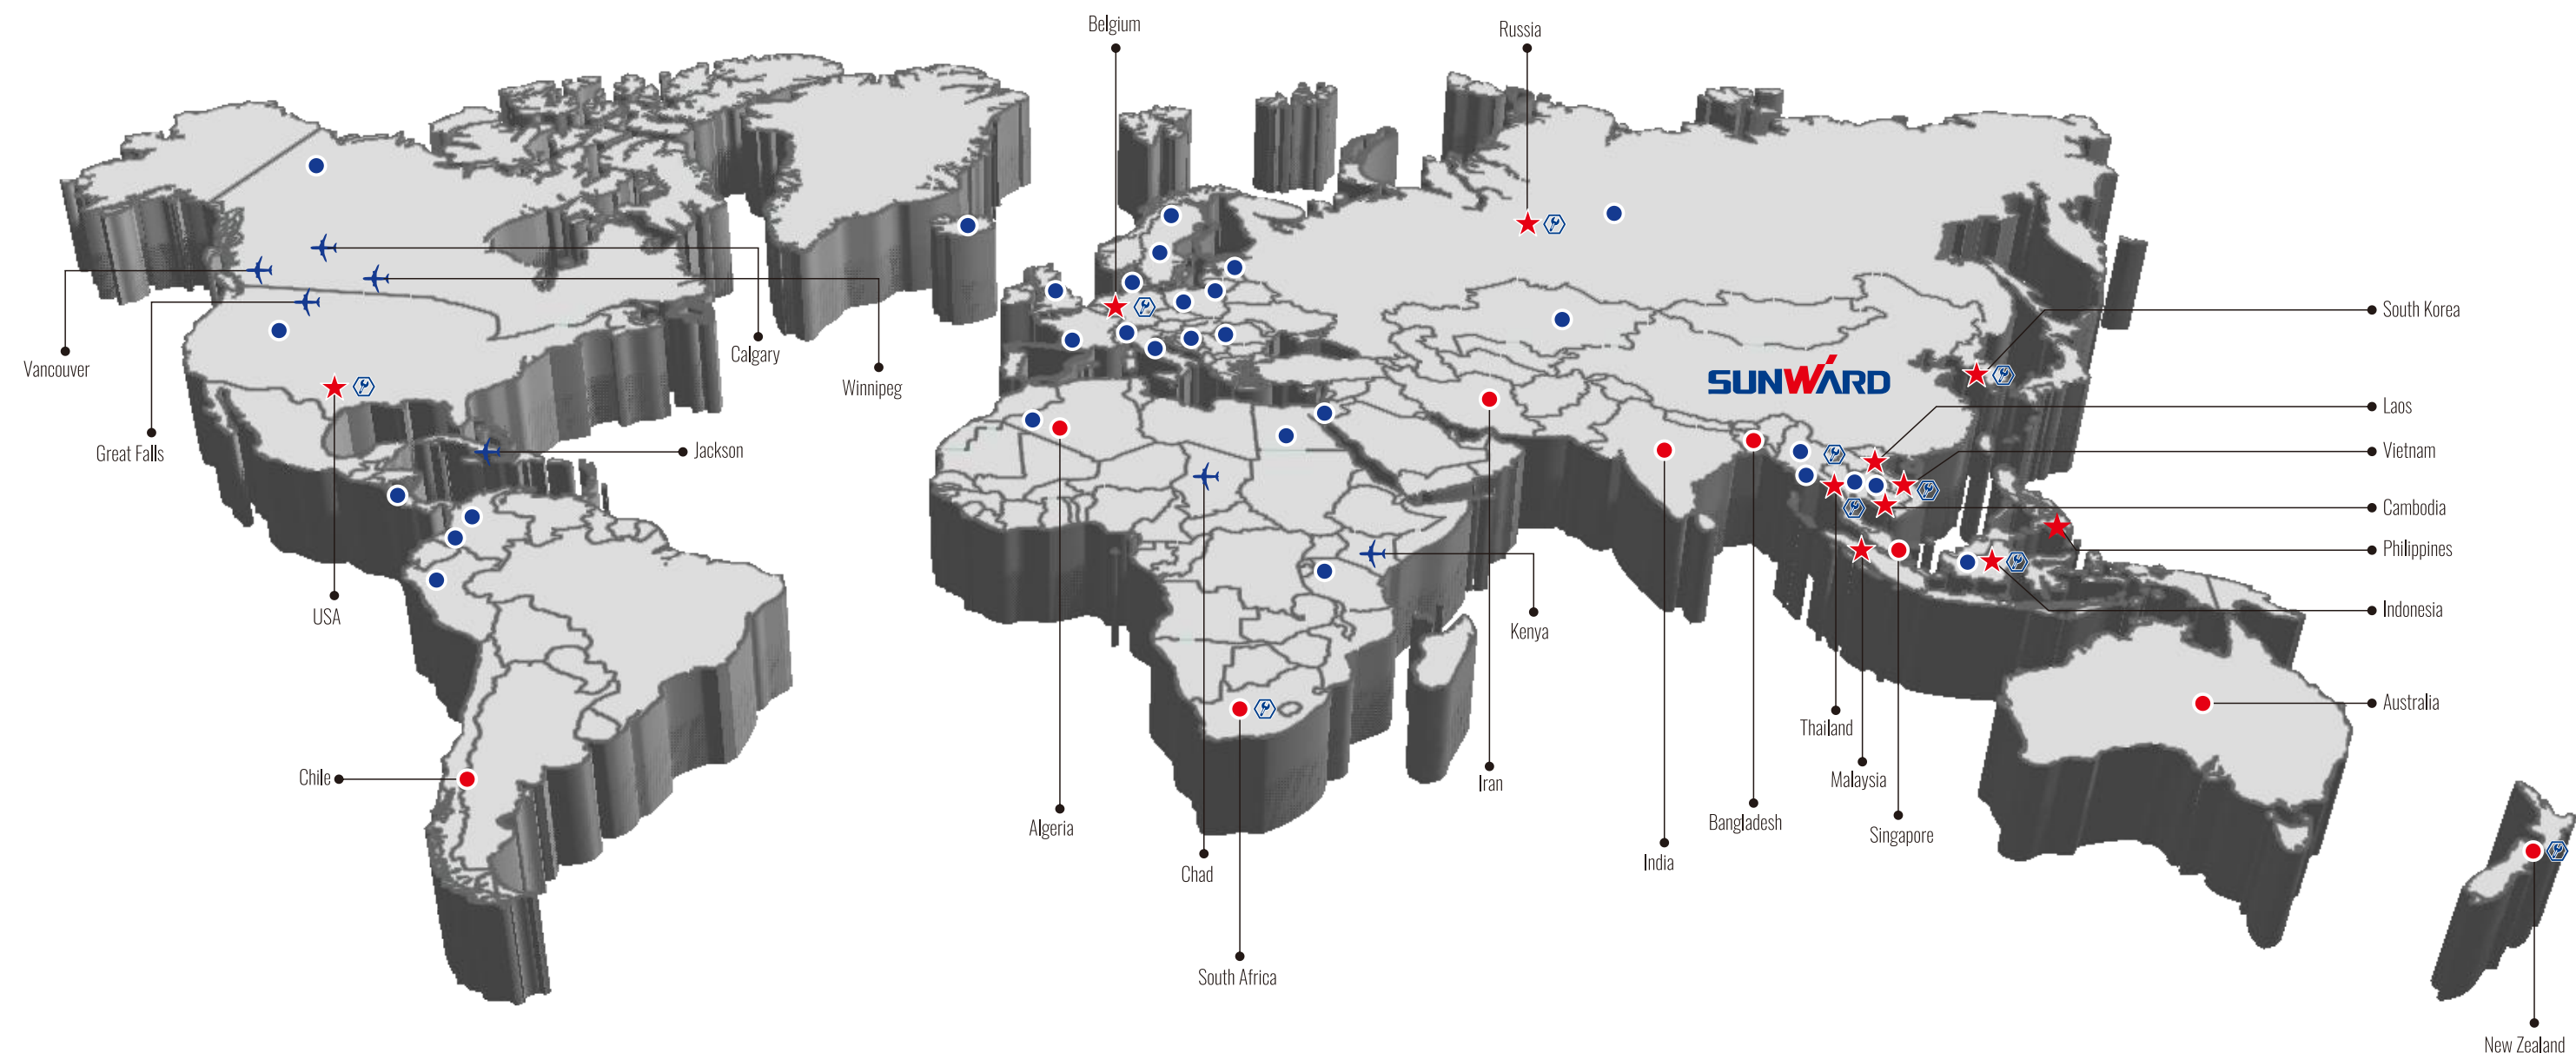 Belgium
Russia
South Korea
Vancouver
Calgary
Winnipeg
SUNWARD
Laos
Great Falls
Jackson
Vietnam
Cambodia
Philippines
USA
Kenya
Indonesia
Australia
Thailand
Chile
Iran
Malaysia
Algeria
Bangladesh
Singapore
Chad
India
South Africa
New Zealand